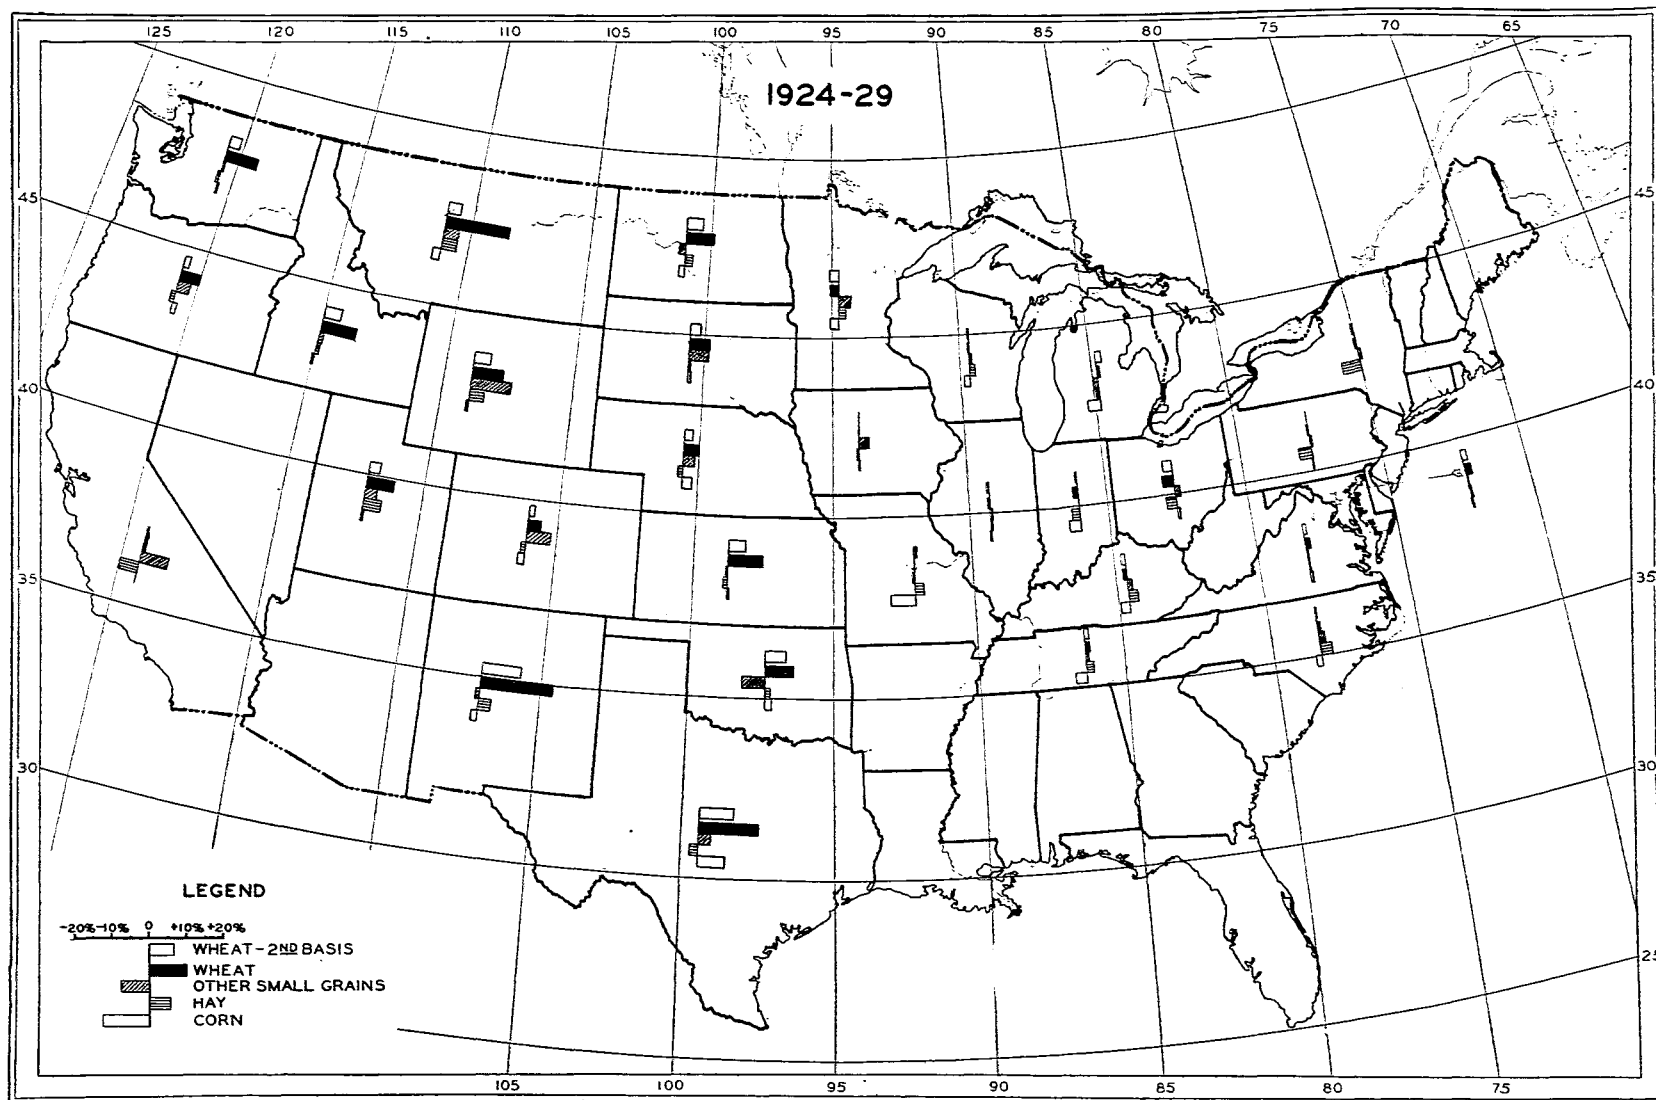 125 120 115 110 105 100 95 90 85 80 75 70 65
1924-29
45 45
40 40
35 35
30 30
25
LEGEND
-20% -10% 0 +10% +20%
WHEAT - 2ND BASIS
WHEAT
OTHER SMALL GRAINS
HAY
CORN
105 100 95 90 85 80 75